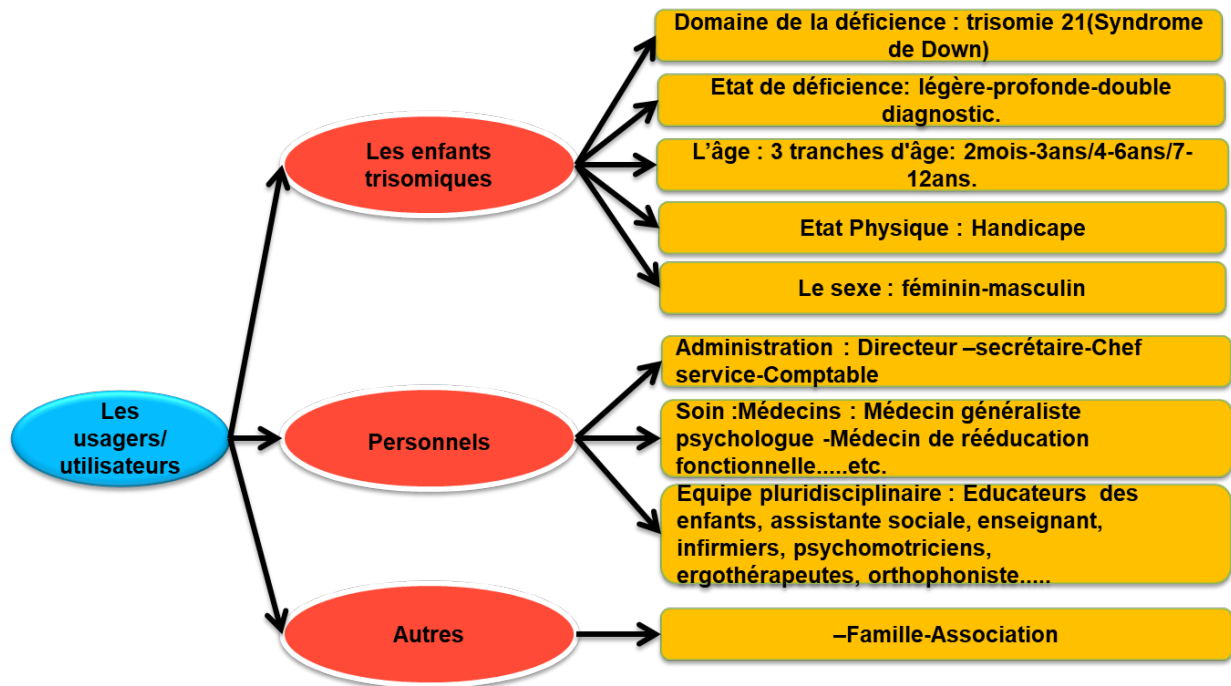 Les
usagers/
utilisateurs
Les enfants
trisomiques
Domaine de la déficience : trisomie 21(Syndrome
de Down)
Etat de déficience: légère-profonde-double
diagnostic.
L’âge : 3 tranches d'âge: 2mois-3ans/4-6ans/7-
12ans.
Etat Physique : Handicape
Le sexe : féminin-masculin
Personnels
Administration : Directeur –secrétaire-Chef
service-Comptable
Soin :Médecins : Médecin généraliste
psychologue -Médecin de rééducation
fonctionnelle.....etc.
Equipe pluridisciplinaire : Educateurs des
enfants, assistante sociale, enseignant,
infirmiers, psychomotriciens,
ergothérapeutes, orthophoniste.....
Autres
–Famille-Association